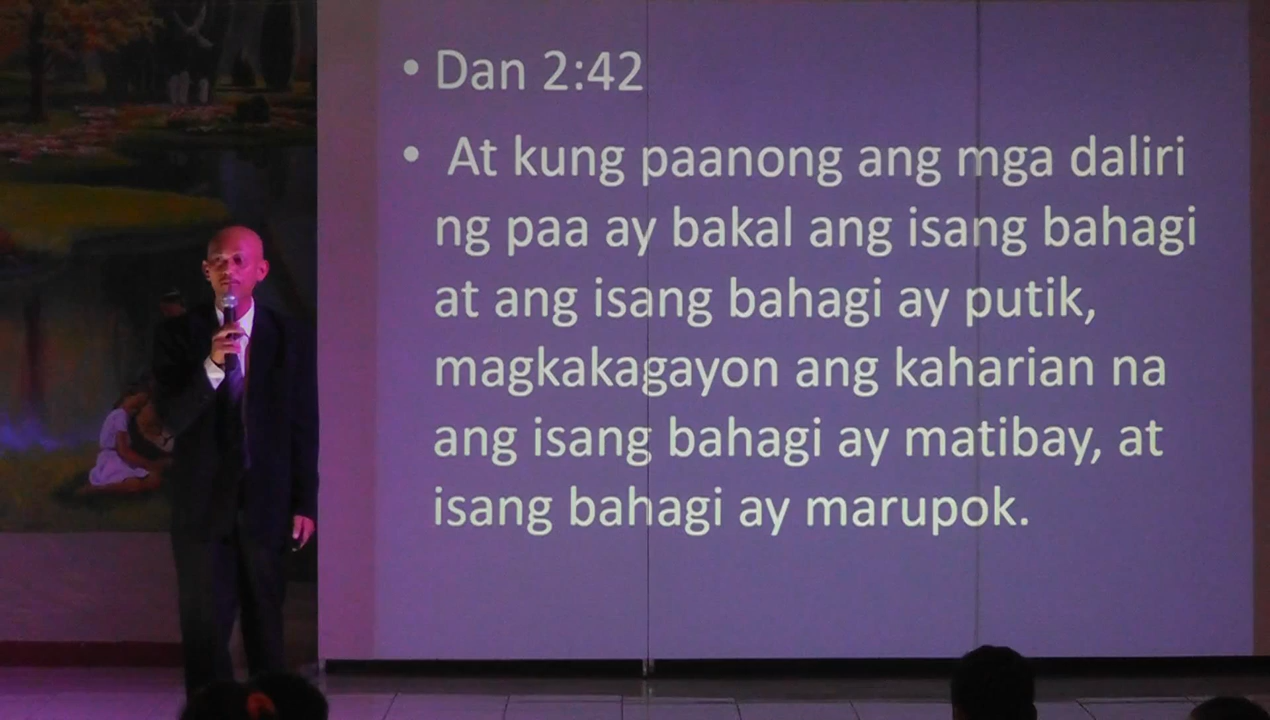 • Dan 2:42
• At kung paanong ang mga daliri
ng paa ay bakal ang isang bahagi
at ang isang bahagi ay putik,
magkakagayon ang kaharian na
ang isang bahagi ay matibay, at
isang bahagi ay marupok.